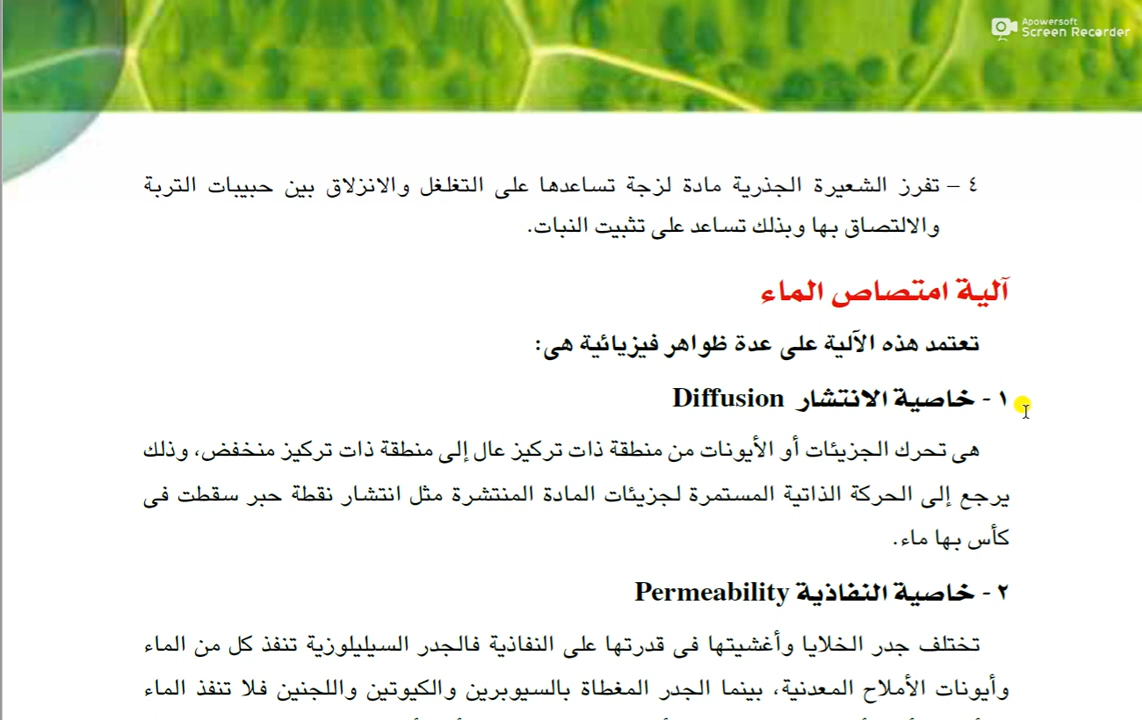 Apowersoft
Screen Recorder
٤ – تفرز الشعيرة الجذرية مادة لزجة تساعدها على التغلغل والانزلاق بين حبيبات التربة
والالتصاق بها وبذلك تساعد على تثبيت النبات.
آلية امتصاص الماء
تعتمد هذه الآلية على عدة ظواهر فيزيائية هى:
١ - خاصية الانتشار Diffusion
هى تحرك الجزيئات أو الأيونات من منطقة ذات تركيز عال إلى منطقة ذات تركيز منخفض، وذلك
يرجع إلى الحركة الذاتية المستمرة لجزيئات المادة المنتشرة مثل انتشار نقطة حبر سقطت فى
كأس بها ماء.
٢ - خاصية النفاذية Permeability
تختلف جدر الخلايا وأغشيتها فى قدرتها على النفاذية فالجدر السيليلوزية تنفذ كل من الماء
وأيونات الأملاح المعدنية، بينما الجدر المغطاة بالسيوبرين والكيوتين واللجنين فلا تنفذ الماء